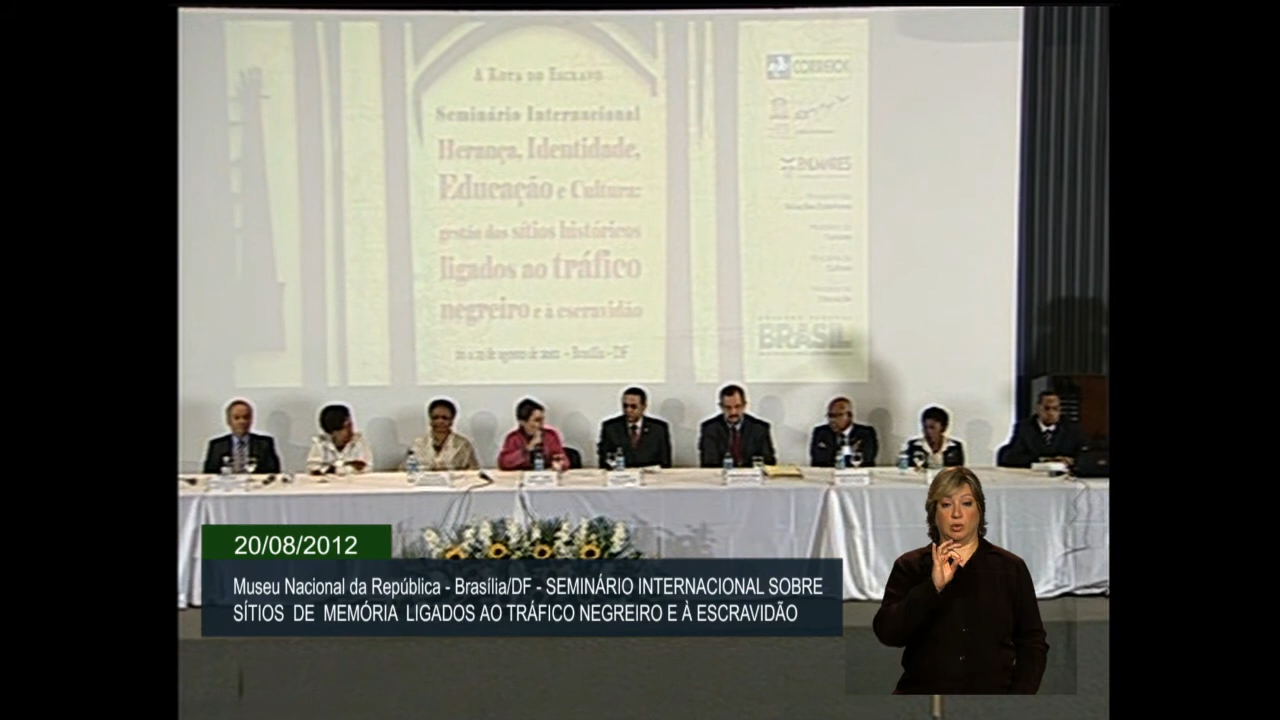 A ROTA DO ESCRAVO
Seminário Internacional
Herança, Identidade,
Educação e Cultura:
gestão dos sítios históricos
ligados ao tráfico
negreiro e à escravidão
CORREIOS
PALMARES
BRASIL
20/08/2012
Museu Nacional da República - Brasília/DF - SEMINÁRIO INTERNACIONAL SOBRE
SÍTIOS DE MEMÓRIA LIGADOS AO TRÁFICO NEGREIRO E À ESCRAVIDÃO